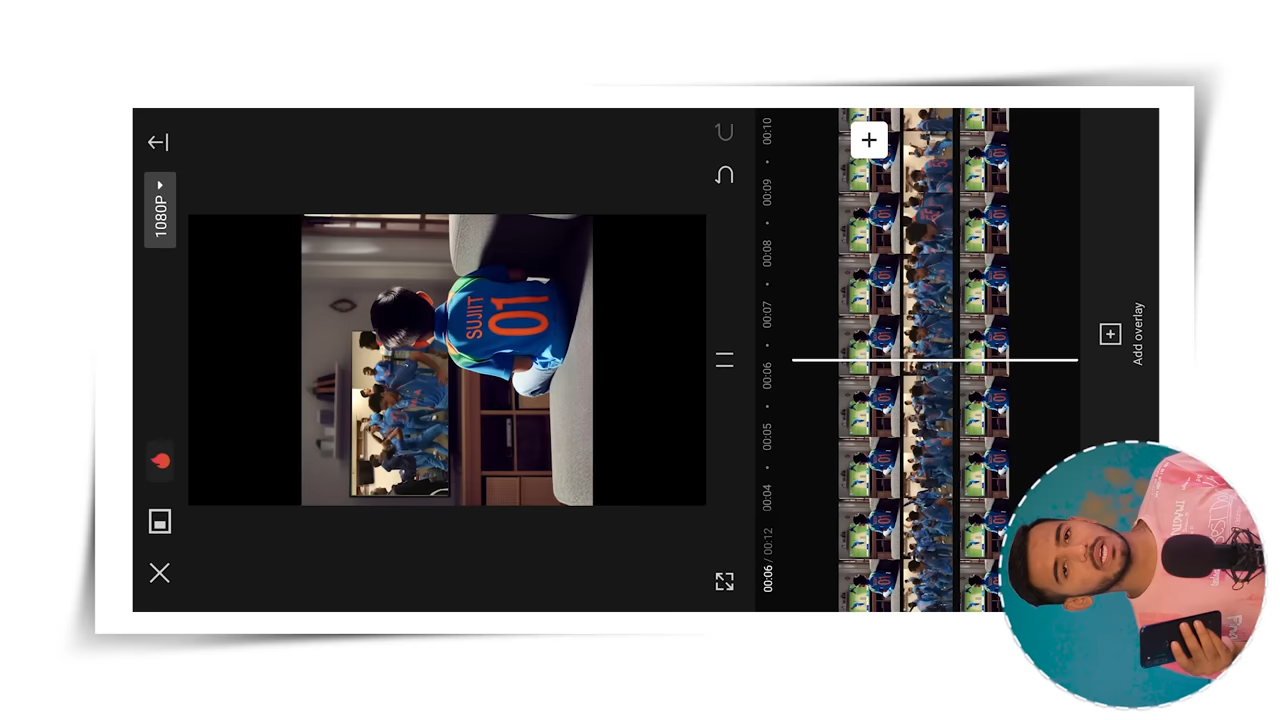 1080P
SUJIIT
01
00:06 / 00:12 00:04 • 00:05 • 00:06 • 00:07 • 00:08 • 00:09 • 00:10
+
Add overlay